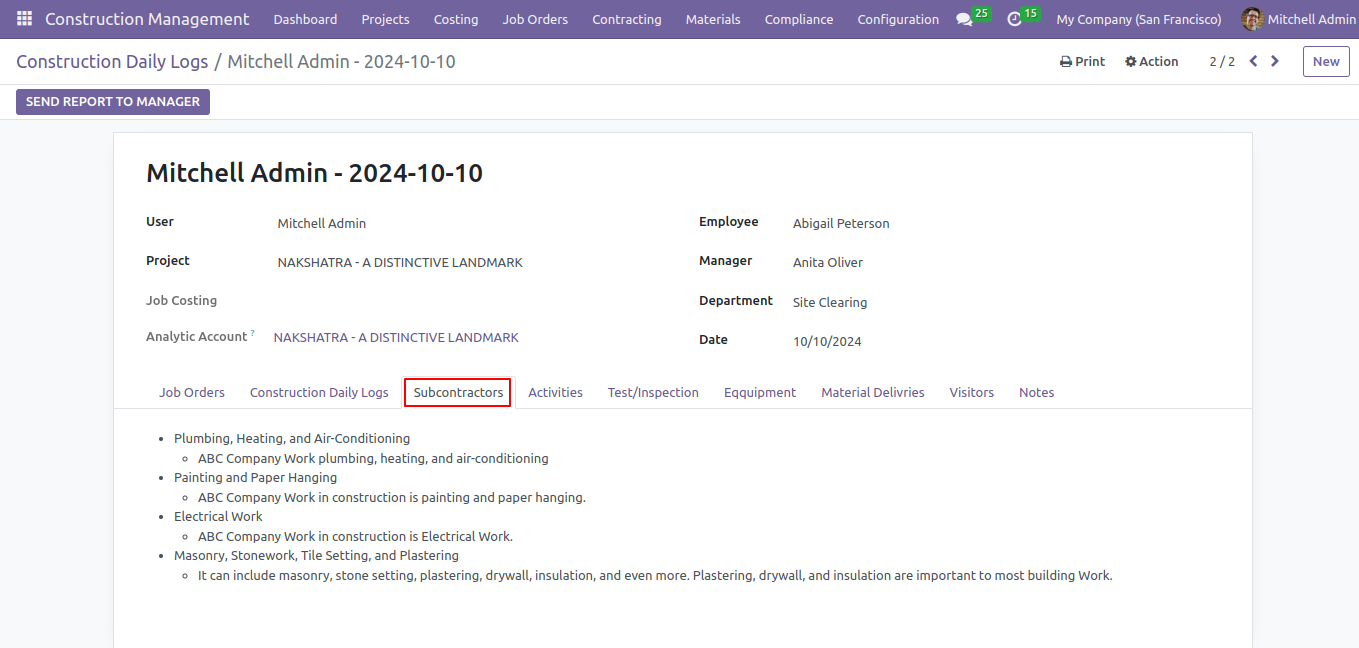 Construction Management Dashboard Projects Costing Job Orders Contracting Materials Compliance Configuration 25 15 My Company (San Francisco) Mitchell Admin
Construction Daily Logs / Mitchell Admin - 2024-10-10 Print Action 2 / 2 New
SEND REPORT TO MANAGER
Mitchell Admin - 2024-10-10
User Mitchell Admin Employee Abigail Peterson
Project NAKSHATRA - A DISTINCTIVE LANDMARK Manager Anita Oliver
Job Costing Department Site Clearing
Analytic Account ? NAKSHATRA - A DISTINCTIVE LANDMARK Date 10/10/2024
Job Orders Construction Daily Logs Subcontractors Activities Test/Inspection Eqquipment Material Delivries Visitors Notes
Plumbing, Heating, and Air-Conditioning
ABC Company Work plumbing, heating, and air-conditioning
Painting and Paper Hanging
ABC Company Work in construction is painting and paper hanging.
Electrical Work
ABC Company Work in construction is Electrical Work.
Masonry, Stonework, Tile Setting, and Plastering
It can include masonry, stone setting, plastering, drywall, insulation, and even more. Plastering, drywall, and insulation are important to most building Work.